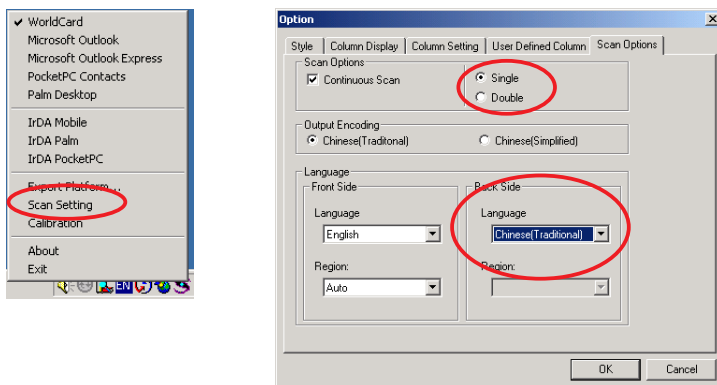 WorldCard
Microsoft Outlook
Microsoft Outlook Express
PocketPC Contacts
Palm Desktop
IrDA Mobile
IrDA Palm
IrDA PocketPC
Export Platform...
Scan Setting
Calibration
About
Exit
EN
Option
Style Column Display Column Setting User Defined Column Scan Options
Scan Options
Continuous Scan
Single
Double
Output Encoding
Chinese(Traditonal) Chinese(Simplified)
Language
Front Side Back Side
Language Language
English Chinese(Traditional)
Region: Region:
Auto
OK Cancel